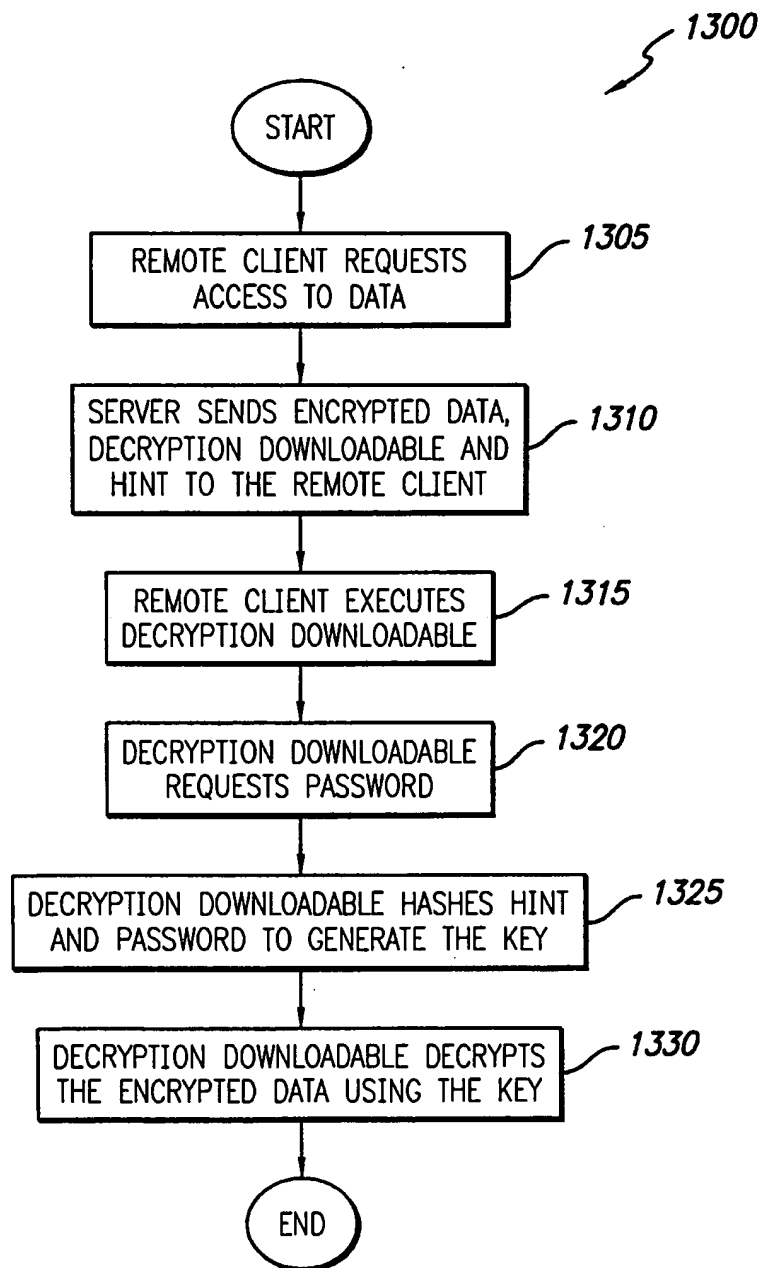 1300
START
REMOTE CLIENT REQUESTS
ACCESS TO DATA
1305
SERVER SENDS ENCRYPTED DATA,
DECRYPTION DOWNLOADABLE AND
HINT TO THE REMOTE CLIENT
1310
REMOTE CLIENT EXECUTES
DECRYPTION DOWNLOADABLE
1315
DECRYPTION DOWNLOADABLE
REQUESTS PASSWORD
1320
DECRYPTION DOWNLOADABLE HASHES HINT
AND PASSWORD TO GENERATE THE KEY
1325
DECRYPTION DOWNLOADABLE DECRYPTS
THE ENCRYPTED DATA USING THE KEY
1330
END